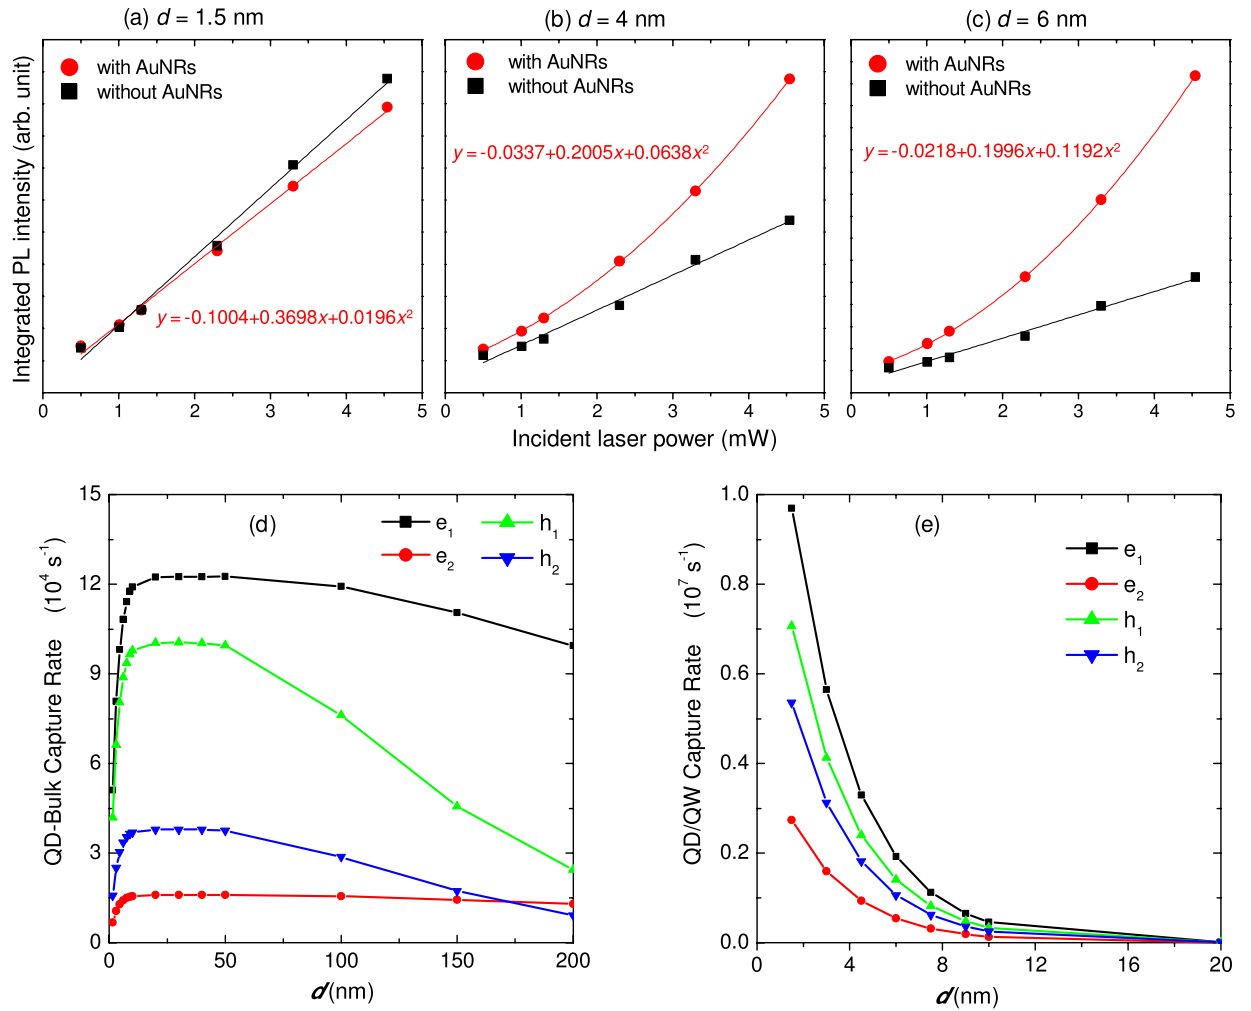 (a) d = 1.5 nm
(b) d = 4 nm
(c) d = 6 nm
Integrated PL intensity (arb. unit)
with AuNRs
without AuNRs
y = -0.1004+0.3698x+0.0196x²
0 1 2 3 4 5
with AuNRs
without AuNRs
y = -0.0337+0.2005x+0.0638x²
0 1 2 3 4 5
with AuNRs
without AuNRs
y = -0.0218+0.1996x+0.1192x²
0 1 2 3 4 5
Incident laser power (mW)
QD-Bulk Capture Rate (10⁴ s⁻¹)
15
12
9
6
3
0
(d)
e₁
e₂
h₁
h₂
0 50 100 150 200
d (nm)
QD/QW Capture Rate (10⁷ s⁻¹)
1.0
0.8
0.6
0.4
0.2
0.0
(e)
e₁
e₂
h₁
h₂
0 4 8 12 16 20
d (nm)